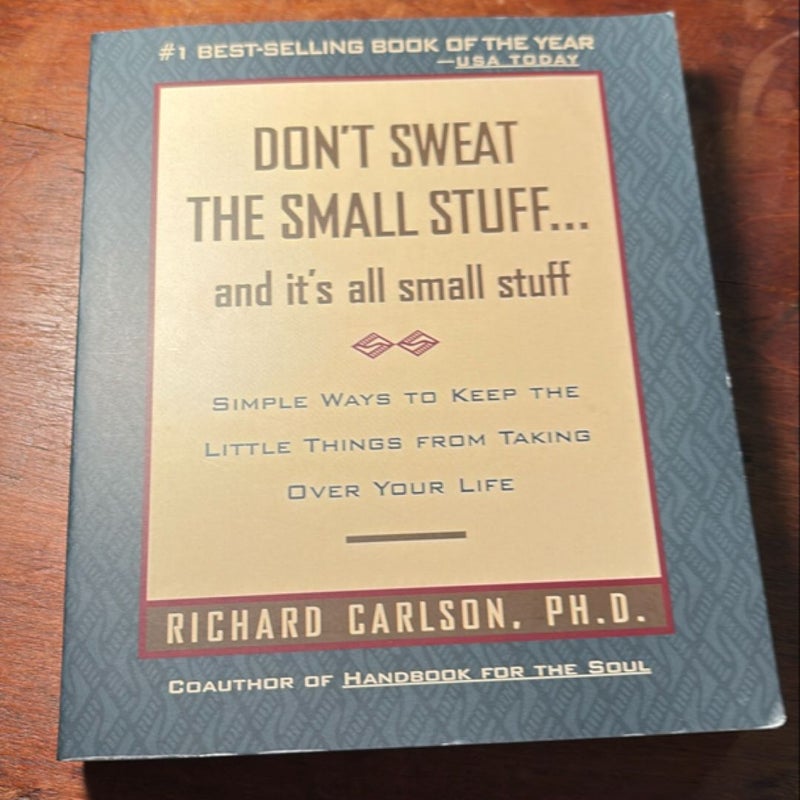 #1 BEST-SELLING BOOK OF THE YEAR
—USA TODAY
DON'T SWEAT
THE SMALL STUFF...
and it's all small stuff
SIMPLE WAYS TO KEEP THE
LITTLE THINGS FROM TAKING
OVER YOUR LIFE
RICHARD CARLSON, PH.D.
COAUTHOR OF HANDBOOK FOR THE SOUL